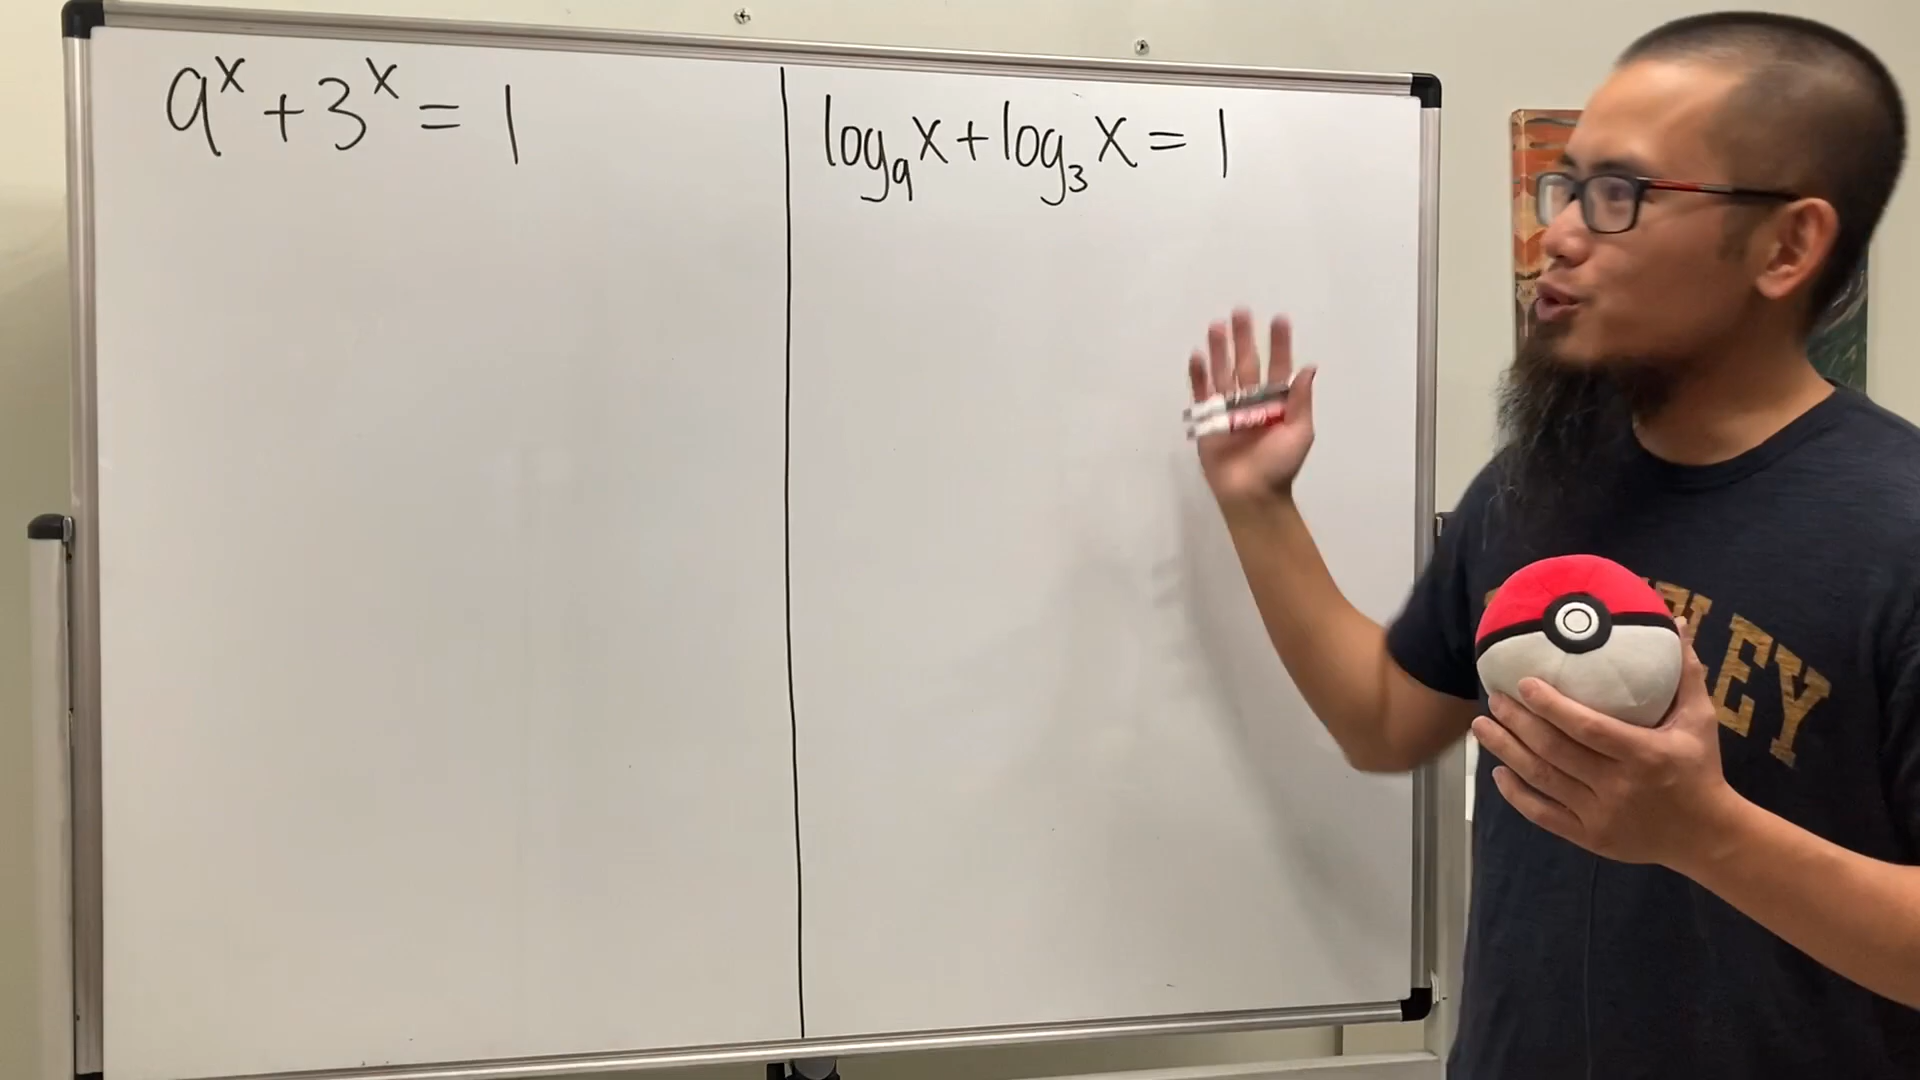 9^x + 3^x = 1
log_9 x + log_3 x = 1